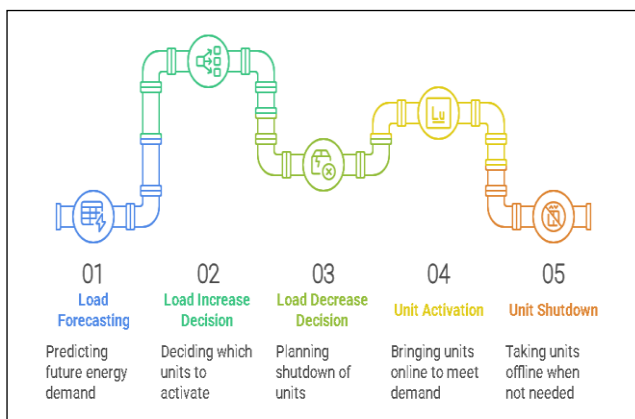 Lu
01
Load
Forecasting
Predicting
future energy
demand
02
Load Increase
Decision
Deciding which
units to
activate
03
Load Decrease
Decision
Planning
shutdown of
units
04
Unit Activation
Bringing units
online to meet
demand
05
Unit Shutdown
Taking units
offline when
not needed